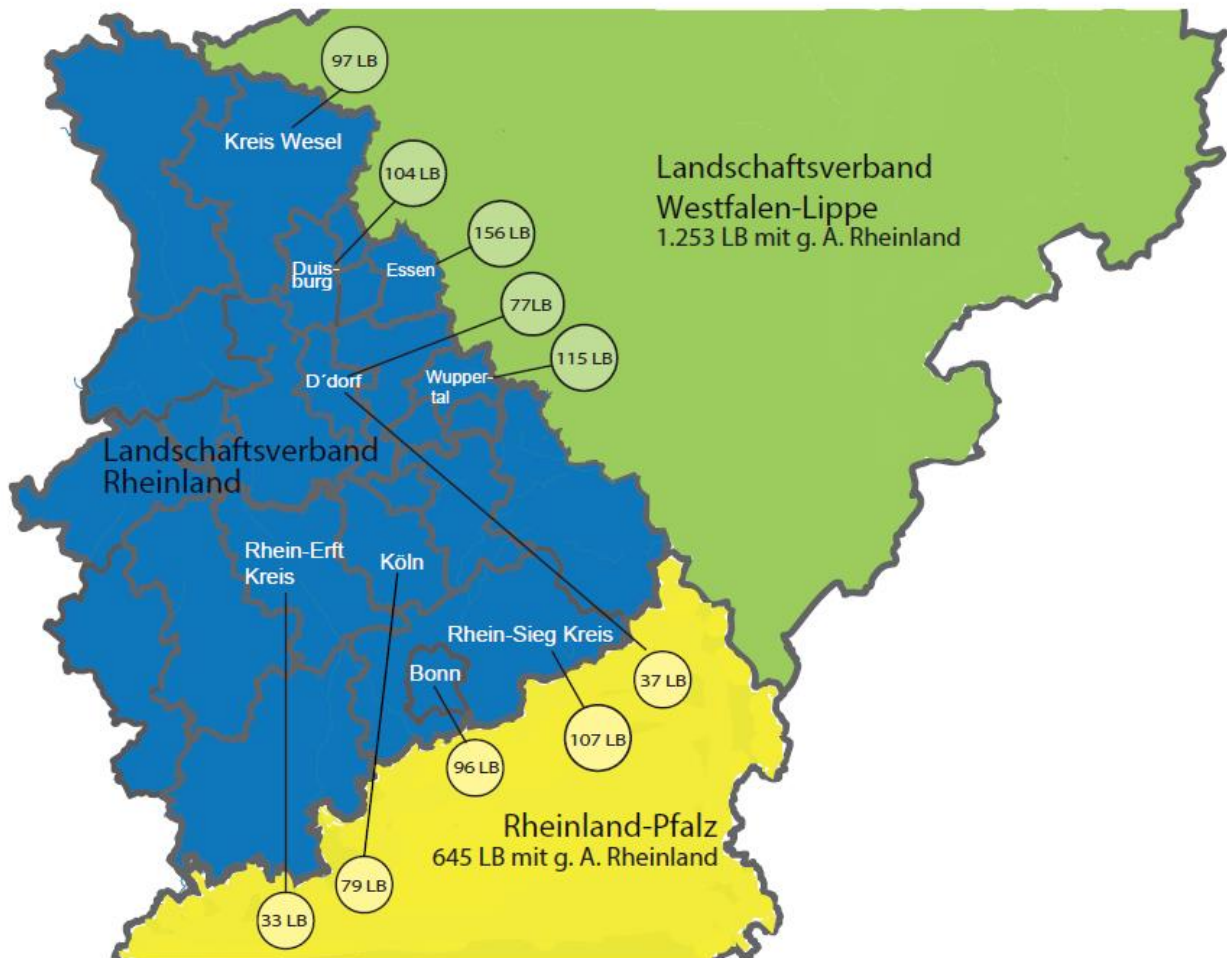 97 LB
Kreis Wesel
104 LB
Landschaftsverband
Westfalen-Lippe
1.253 LB mit g. A. Rheinland
156 LB
Duis-
burg
Essen
77LB
115 LB
D´dorf
Wupper-
tal
Landschaftsverband
Rheinland
Rhein-Erft
Kreis
Köln
Rhein-Sieg Kreis
Bonn
37 LB
107 LB
96 LB
Rheinland-Pfalz
645 LB mit g. A. Rheinland
79 LB
33 LB